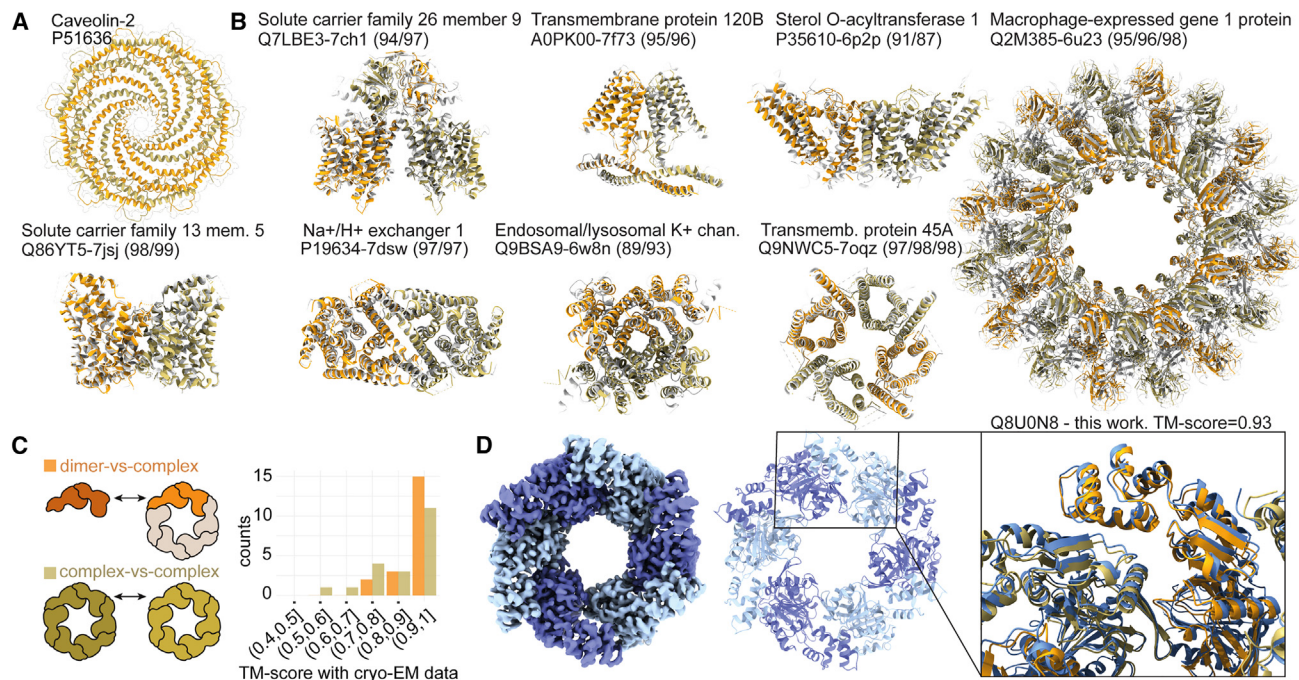 A
Caveolin-2
P51636
B
Solute carrier family 26 member 9
Q7LBE3-7ch1 (94/97)
Transmembrane protein 120B
A0PK00-7f73 (95/96)
Sterol O-acyltransferase 1
P35610-6p2p (91/87)
Macrophage-expressed gene 1 protein
Q2M385-6u23 (95/96/98)
Solute carrier family 13 mem. 5
Q86YT5-7jsj (98/99)
Na+/H+ exchanger 1
P19634-7dsw (97/97)
Endosomal/lysosomal K+ chan.
Q9BSA9-6w8n (89/93)
Transmemb. protein 45A
Q9NWC5-7oqz (97/98/98)
C
dimer-vs-complex
complex-vs-complex
counts
15
10
5
0
(0.4,0.5]
(0.5,0.6]
(0.6,0.7]
(0.7,0.8]
(0.8,0.9]
(0.9,1]
TM-score with cryo-EM data
D
Q8U0N8 - this work. TM-score=0.93